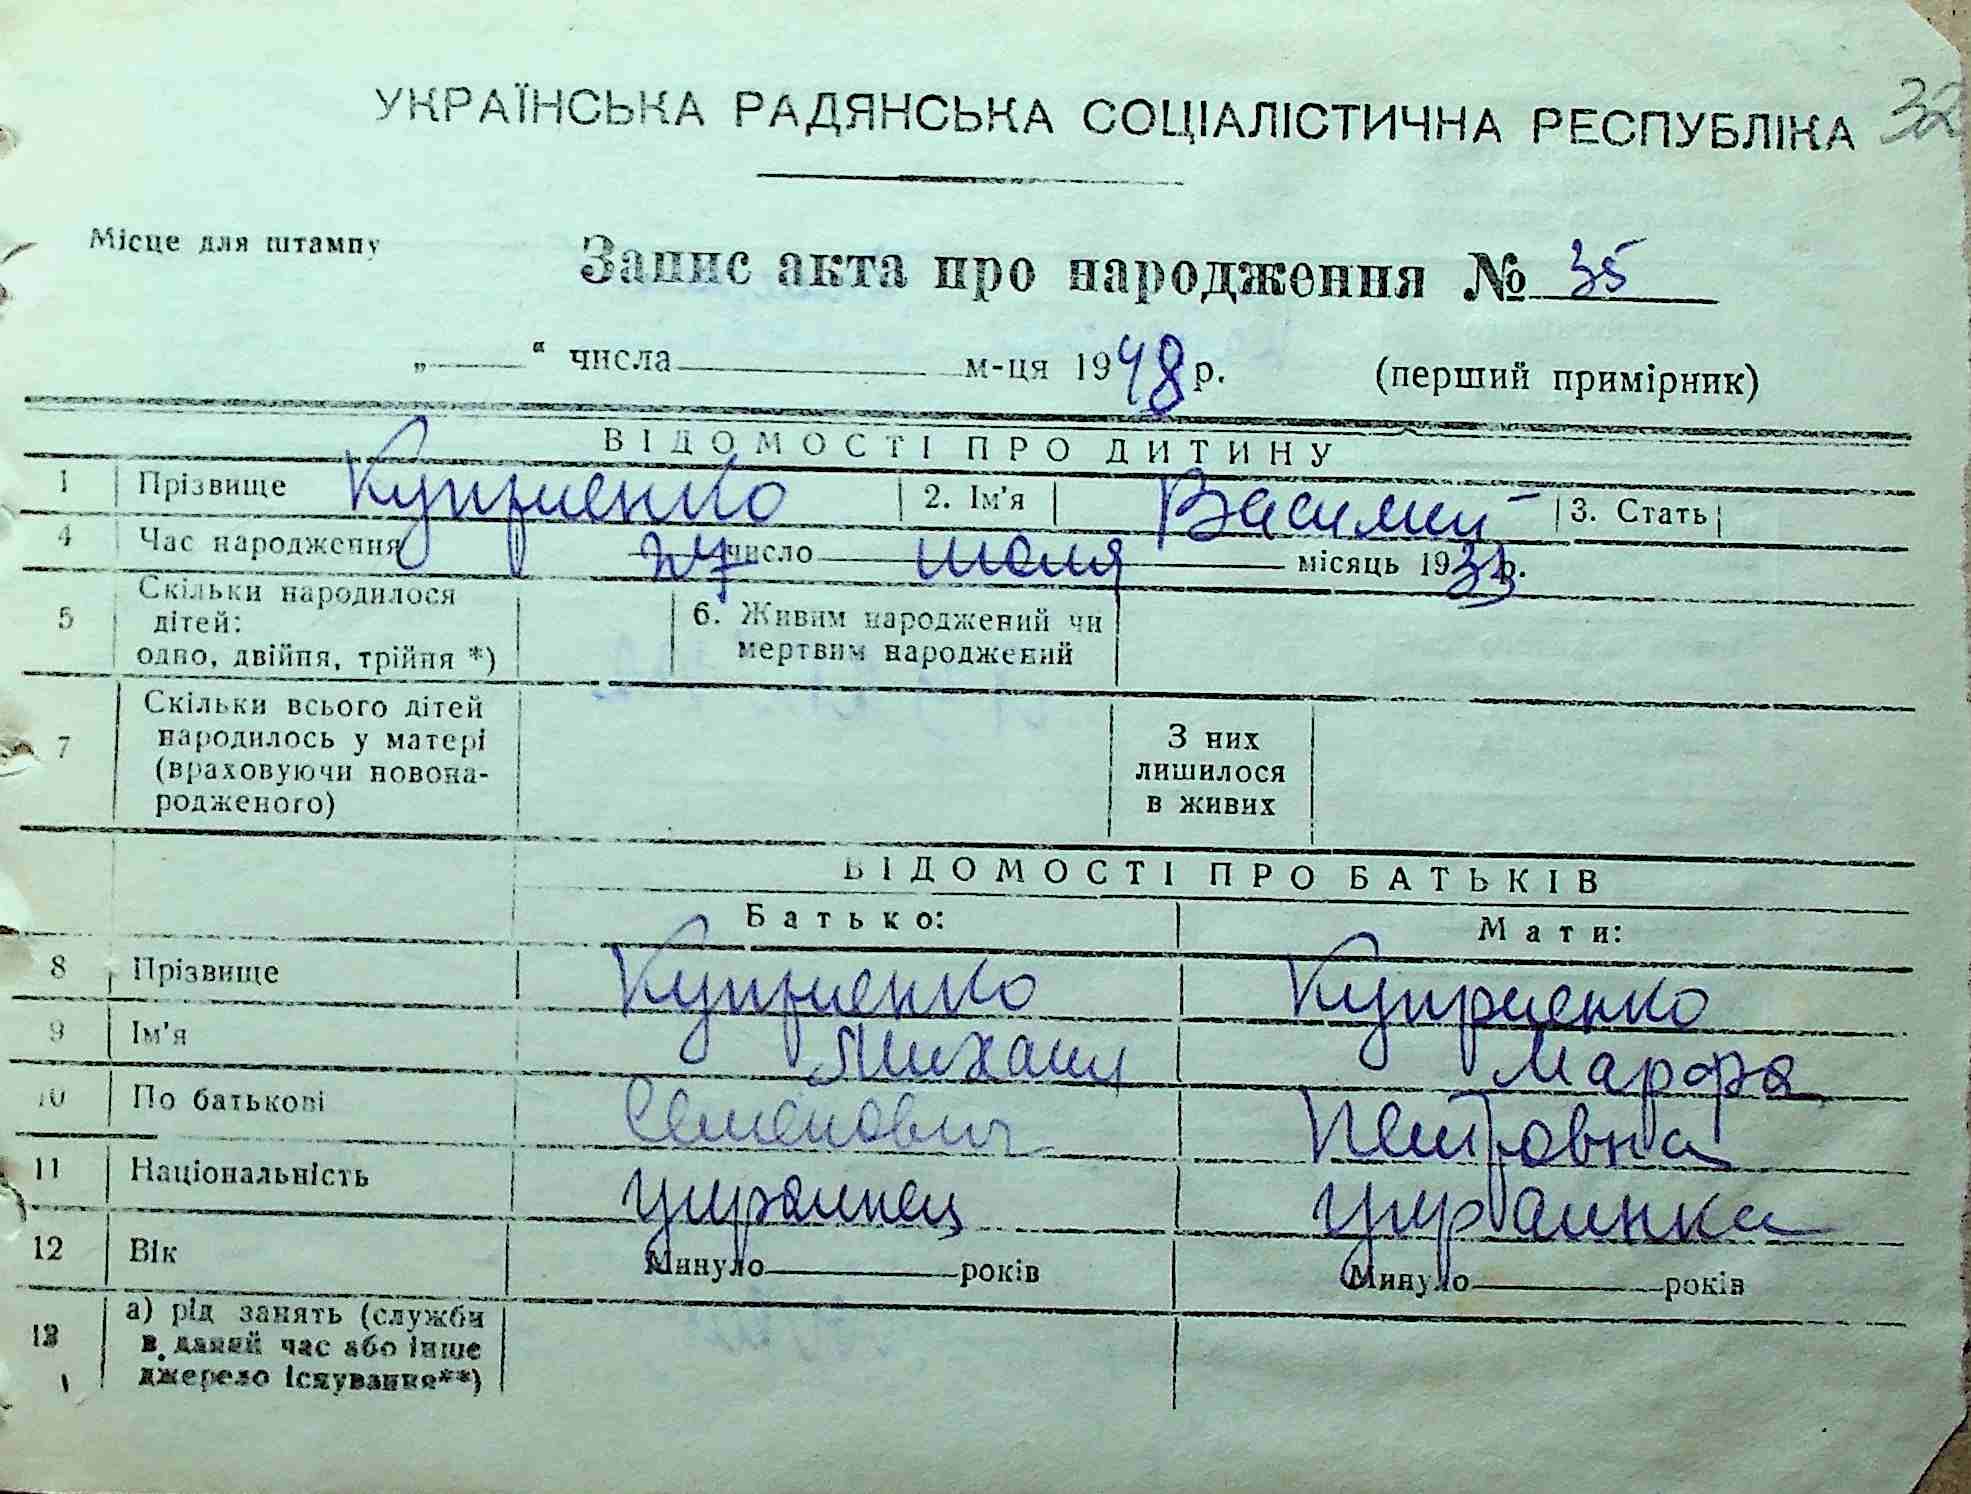 32
УКРАЇНСЬКА РАДЯНСЬКА СОЦІАЛІСТИЧНА РЕСПУБЛІКА
Місце для штампу
Запис акта про народження № 35
„ “ числа м-ця 1948 р. (перший примірник)
ВІДОМОСТІ ПРО ДИТИНУ
1 Прізвище Куприенко 2. Ім'я Василий 3. Стать
4 Час народження 27 число июля місяць 1933 р.
5 Скільки народилося дітей: одно, двійня, трійня *) 6. Живим народжений чи мертвим народжений
7 Скільки всього дітей народилось у матері (враховуючи новона-родженого) З них лишилося в живих
ВІДОМОСТІ ПРО БАТЬКІВ
Батько: Мати:
8 Прізвище Куприенко Куприенко
9 Ім'я Михаил Марфа
10 По батькові Семенович Петровна
11 Національність украинец украинка
12 Вік Минуло років Минуло років
13 а) рід занять (служби в даний час або інше джерело існування**)